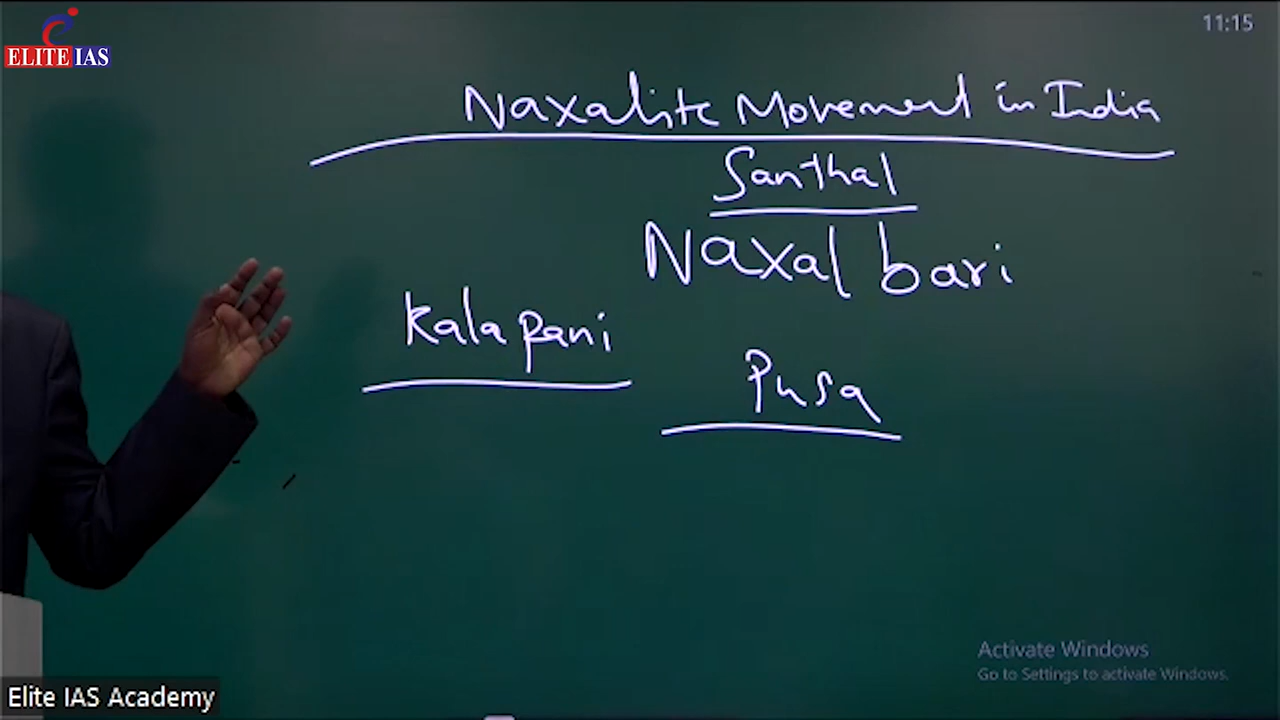 ELITE IAS
11:15
Naxalite Movement in India
Santhal
Naxal bari
Kala pani
Pusa
Activate Windows
Go to Settings to activate Windows.
Elite IAS Academy